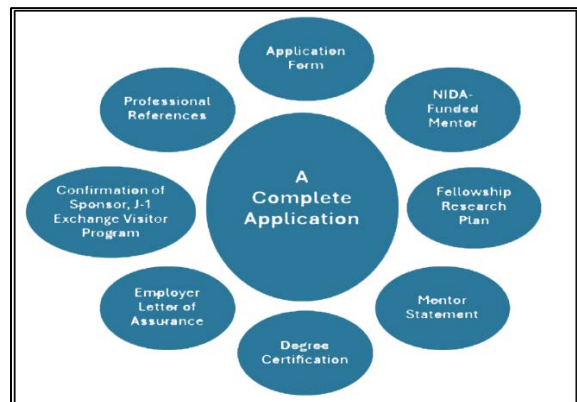 Application
Form
NIDA-
Funded
Mentor
Fellowship
Research
Plan
Mentor
Statement
Degree
Certification
Employer
Letter of
Assurance
Confirmation of
Sponsor, J-1
Exchange Visitor
Program
Professional
References
A
Complete
Application